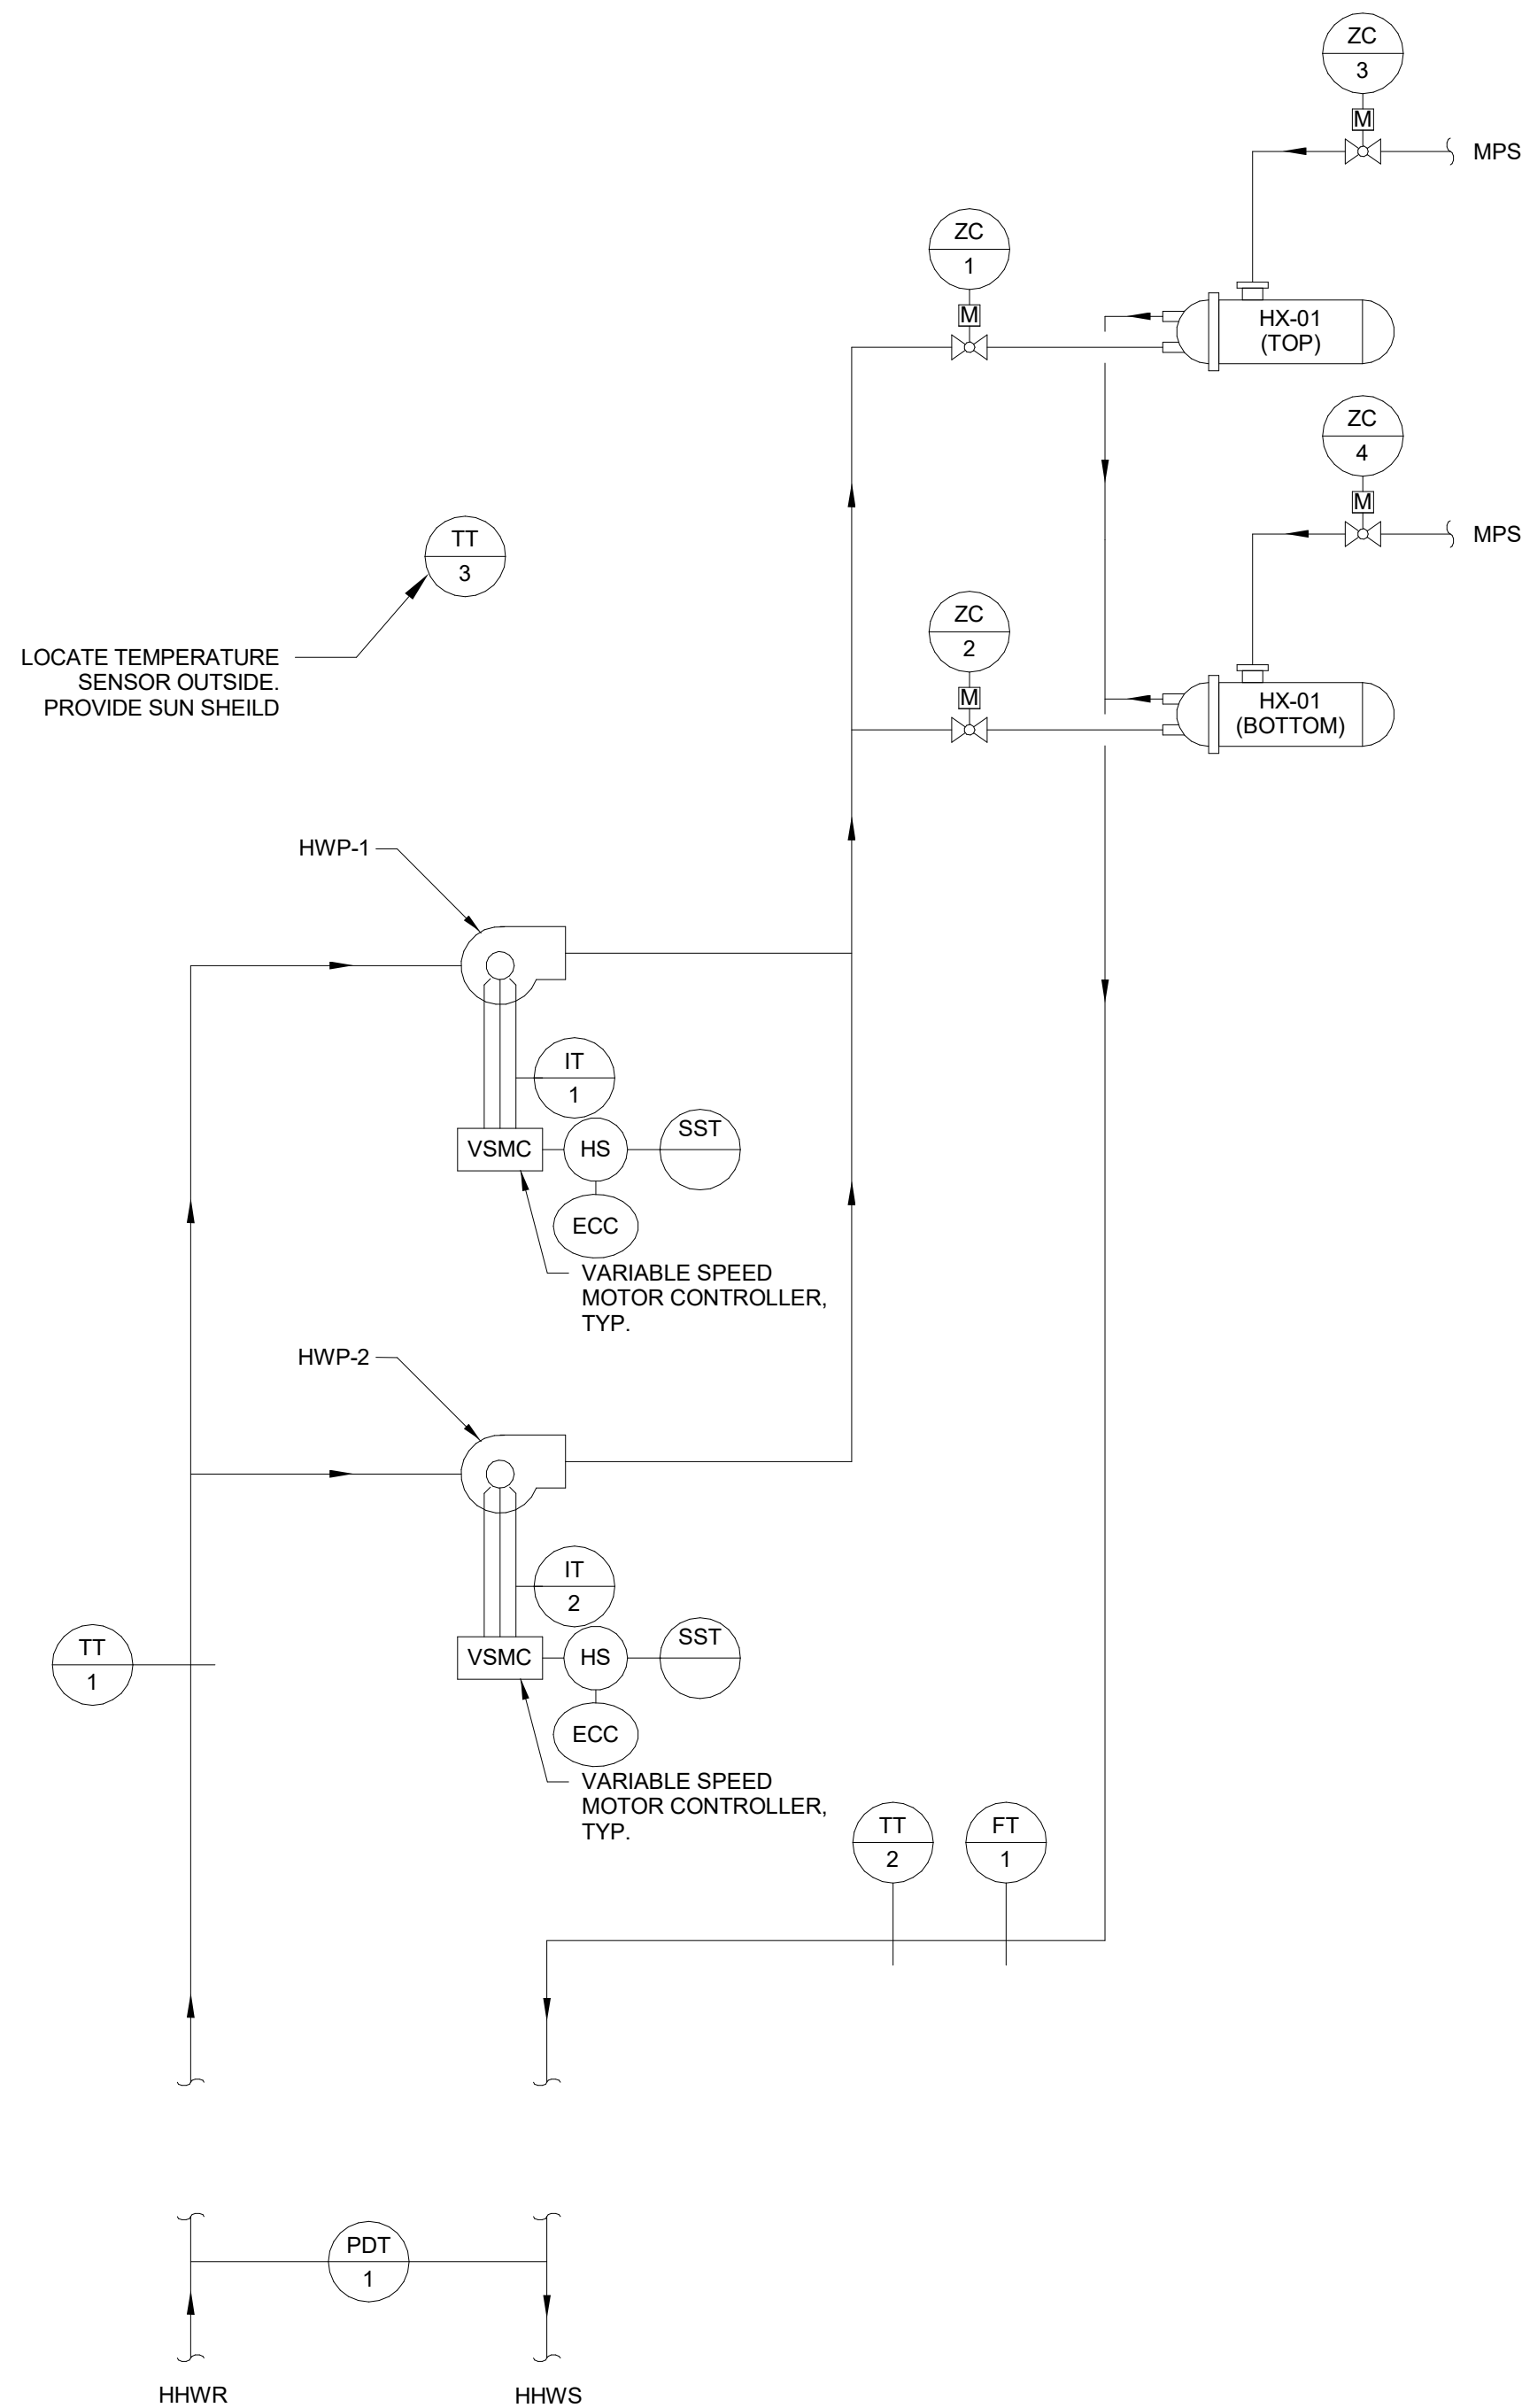 ZC
3
M
MPS
ZC
1
M
HX-01
(TOP)
ZC
4
M
MPS
TT
3
LOCATE TEMPERATURE
SENSOR OUTSIDE.
PROVIDE SUN SHEILD
ZC
2
M
HX-01
(BOTTOM)
HWP-1
IT
1
VSMC
HS
SST
ECC
VARIABLE SPEED
MOTOR CONTROLLER,
TYP.
HWP-2
IT
2
VSMC
HS
SST
ECC
VARIABLE SPEED
MOTOR CONTROLLER,
TYP.
TT
1
TT
2
FT
1
PDT
1
HHWR
HHWS